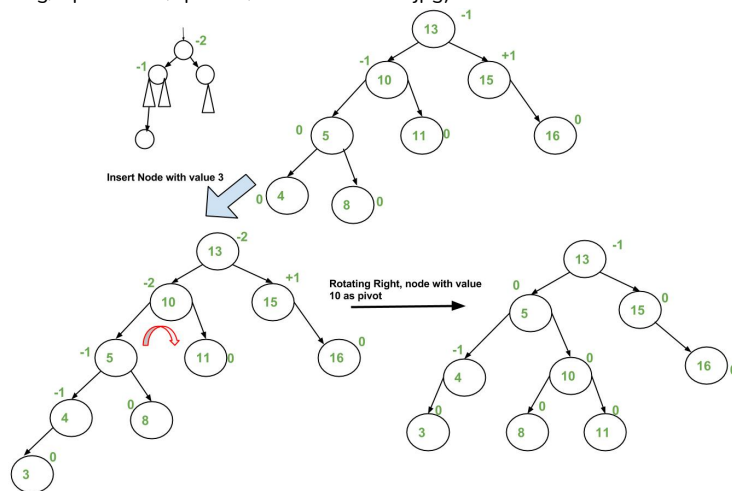 -2
-1
13 -1
-1 10 15 +1
0 5 11 0 16 0
0 4 8 0
Insert Node with value 3
13 -2
-2 10 15 +1
-1 5 11 0 16 0
-1 4 0 8
3 0
Rotating Right, node with value
10 as pivot
13 -1
0 5 15 0
-1 4 10 0 16 0
3 0 8 0 11 0